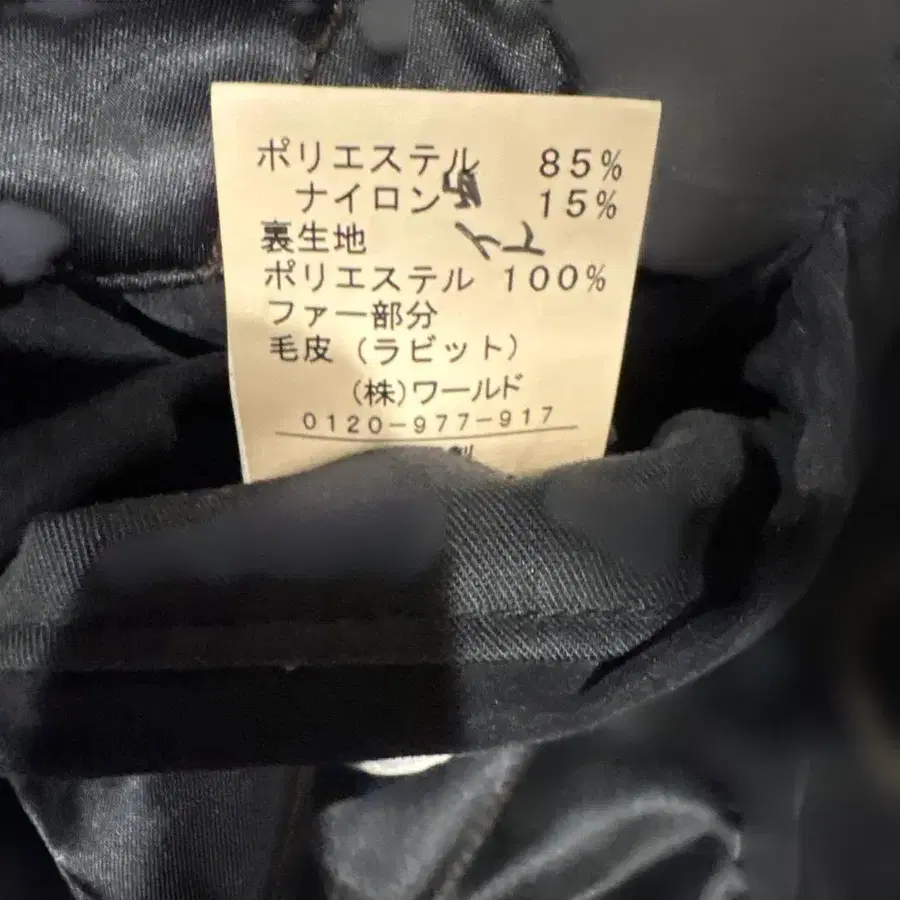 ポリエステル 85%
ナイロン 15%
裏生地
ポリエステル 100%
ファー部分
毛皮（ラビット）
(株)ワールド
0120-977-917